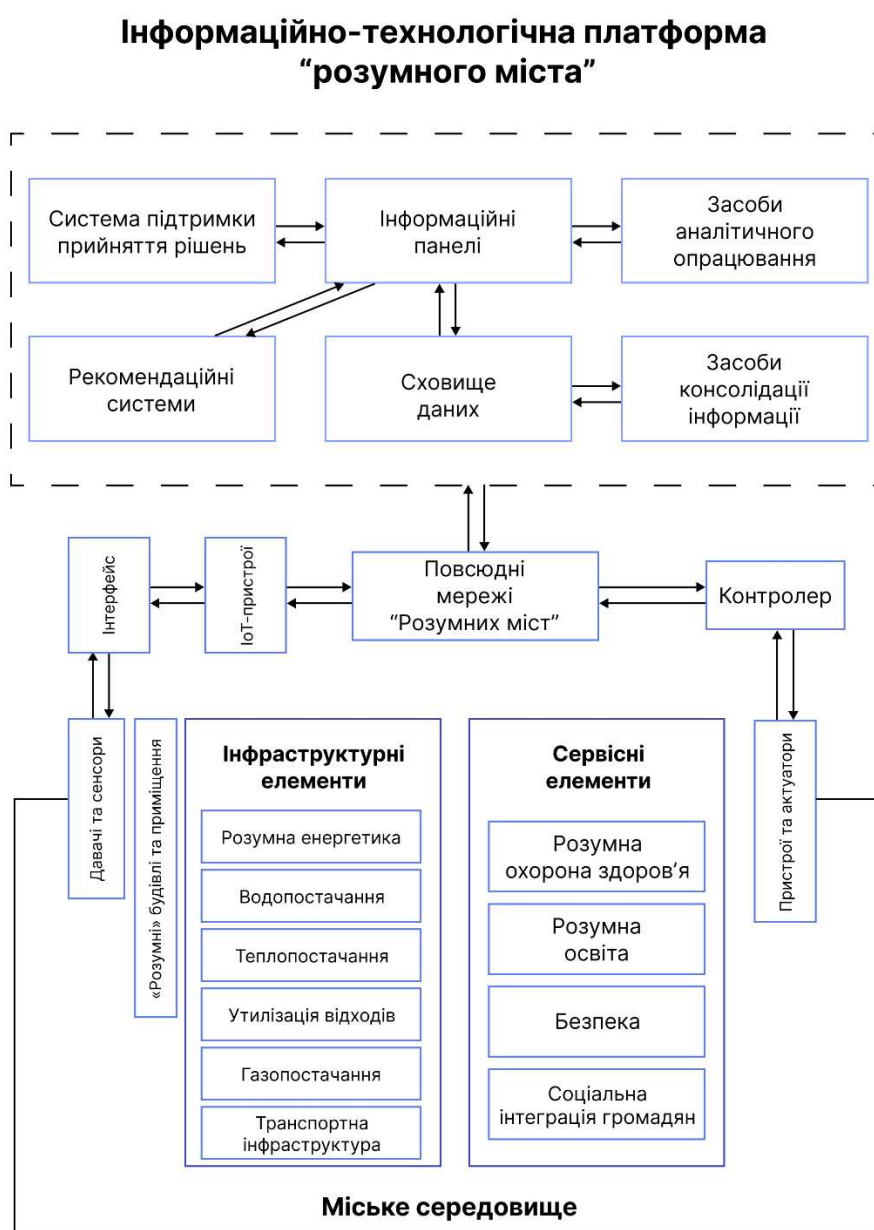 Інформаційно-технологічна платформа
“розумного міста”
Система підтримки
прийняття рішень
Інформаційні
панелі
Засоби
аналітичного
опрацювання
Рекомендаційні
системи
Сховище
даних
Засоби
консолідації
інформації
Інтерфейс
ІоТ-пристрої
Повсюдні
мережі
“Розумних міст”
Контролер
Давачі та сенсори
«Розумні» будівлі та приміщення
Інфраструктурні
елементи
Розумна енергетика
Водопостачання
Теплопостачання
Утилізація відходів
Газопостачання
Транспортна
інфраструктура
Сервісні
елементи
Розумна
охорона здоров’я
Розумна
освіта
Безпека
Соціальна
інтеграція громадян
Пристрої та актуатори
Міське середовище